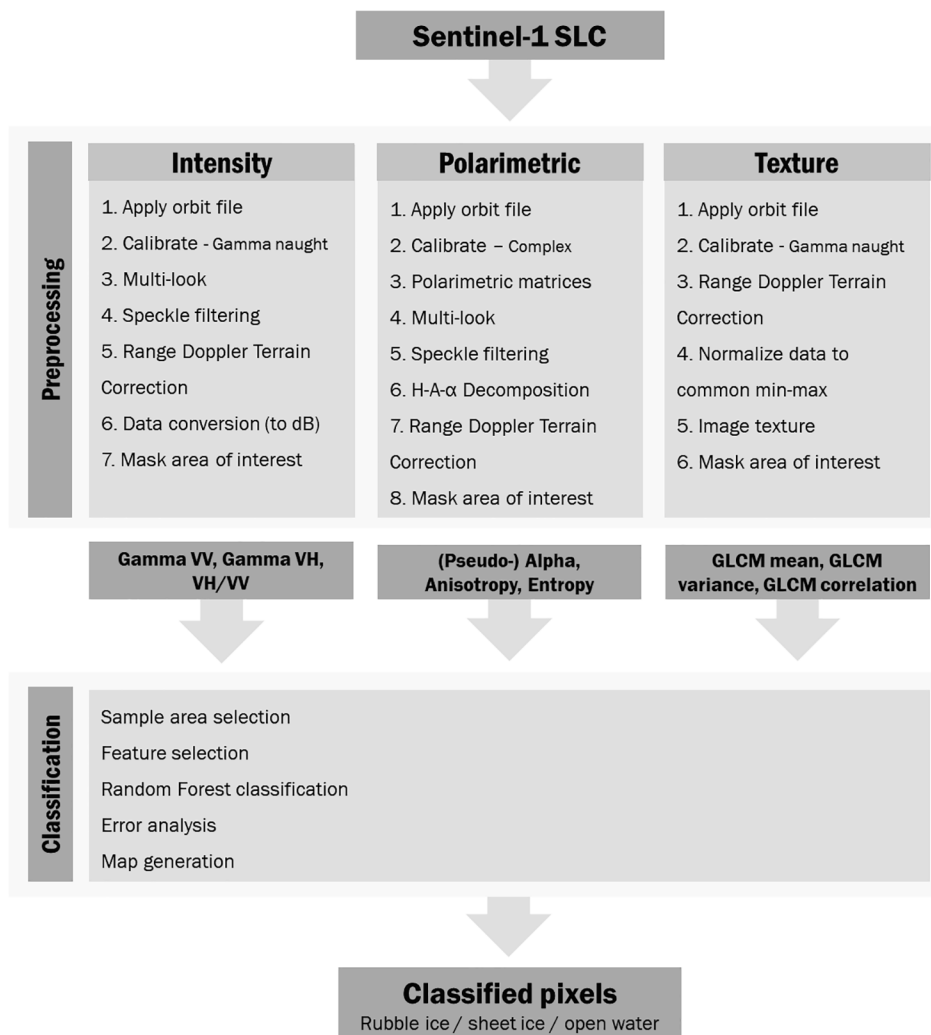 Sentinel-1 SLC
Preprocessing
Intensity
1. Apply orbit file
2. Calibrate - Gamma naught
3. Multi-look
4. Speckle filtering
5. Range Doppler Terrain
Correction
6. Data conversion (to dB)
7. Mask area of interest
Polarimetric
1. Apply orbit file
2. Calibrate – Complex
3. Polarimetric matrices
4. Multi-look
5. Speckle filtering
6. H-A-α Decomposition
7. Range Doppler Terrain
Correction
8. Mask area of interest
Texture
1. Apply orbit file
2. Calibrate - Gamma naught
3. Range Doppler Terrain
Correction
4. Normalize data to
common min-max
5. Image texture
6. Mask area of interest
Gamma VV, Gamma VH,
VH/VV
(Pseudo-) Alpha,
Anisotropy, Entropy
GLCM mean, GLCM
variance, GLCM correlation
Classification
Sample area selection
Feature selection
Random Forest classification
Error analysis
Map generation
Classified pixels
Rubble ice / sheet ice / open water